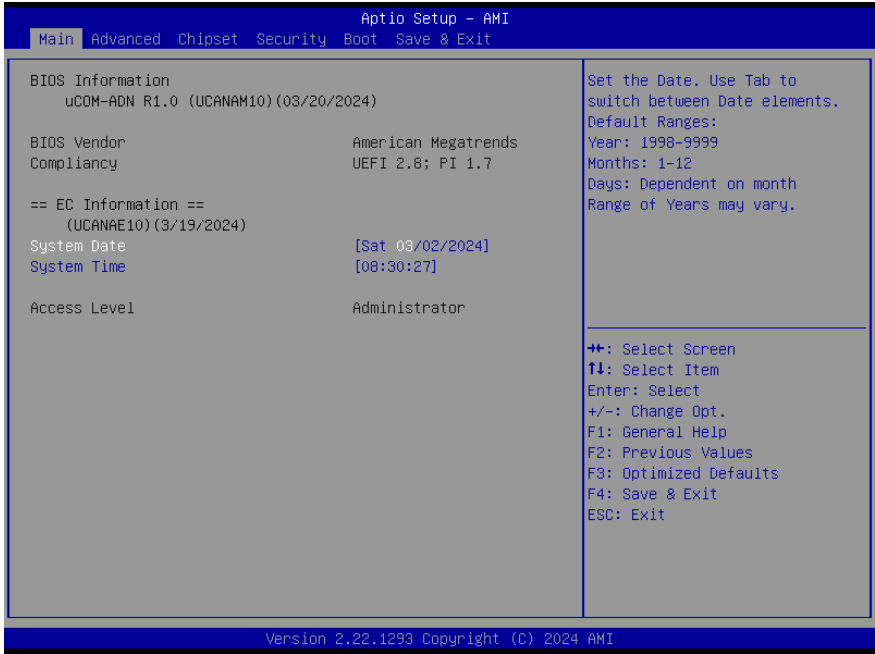 Aptio Setup – AMI
Main Advanced Chipset Security Boot Save & Exit
BIOS Information
uCOM-ADN R1.0 (UCANAM10)(03/20/2024)
BIOS Vendor American Megatrends
Compliancy UEFI 2.8; PI 1.7
== EC Information ==
(UCANAE10)(3/19/2024)
System Date [Sat 03/02/2024]
System Time [08:30:27]
Access Level Administrator
Set the Date. Use Tab to
switch between Date elements.
Default Ranges:
Year: 1998-9999
Months: 1-12
Days: Dependent on month
Range of Years may vary.
→←: Select Screen
↑↓: Select Item
Enter: Select
+/-: Change Opt.
F1: General Help
F2: Previous Values
F3: Optimized Defaults
F4: Save & Exit
ESC: Exit
Version 2.22.1293 Copyright (C) 2024 AMI